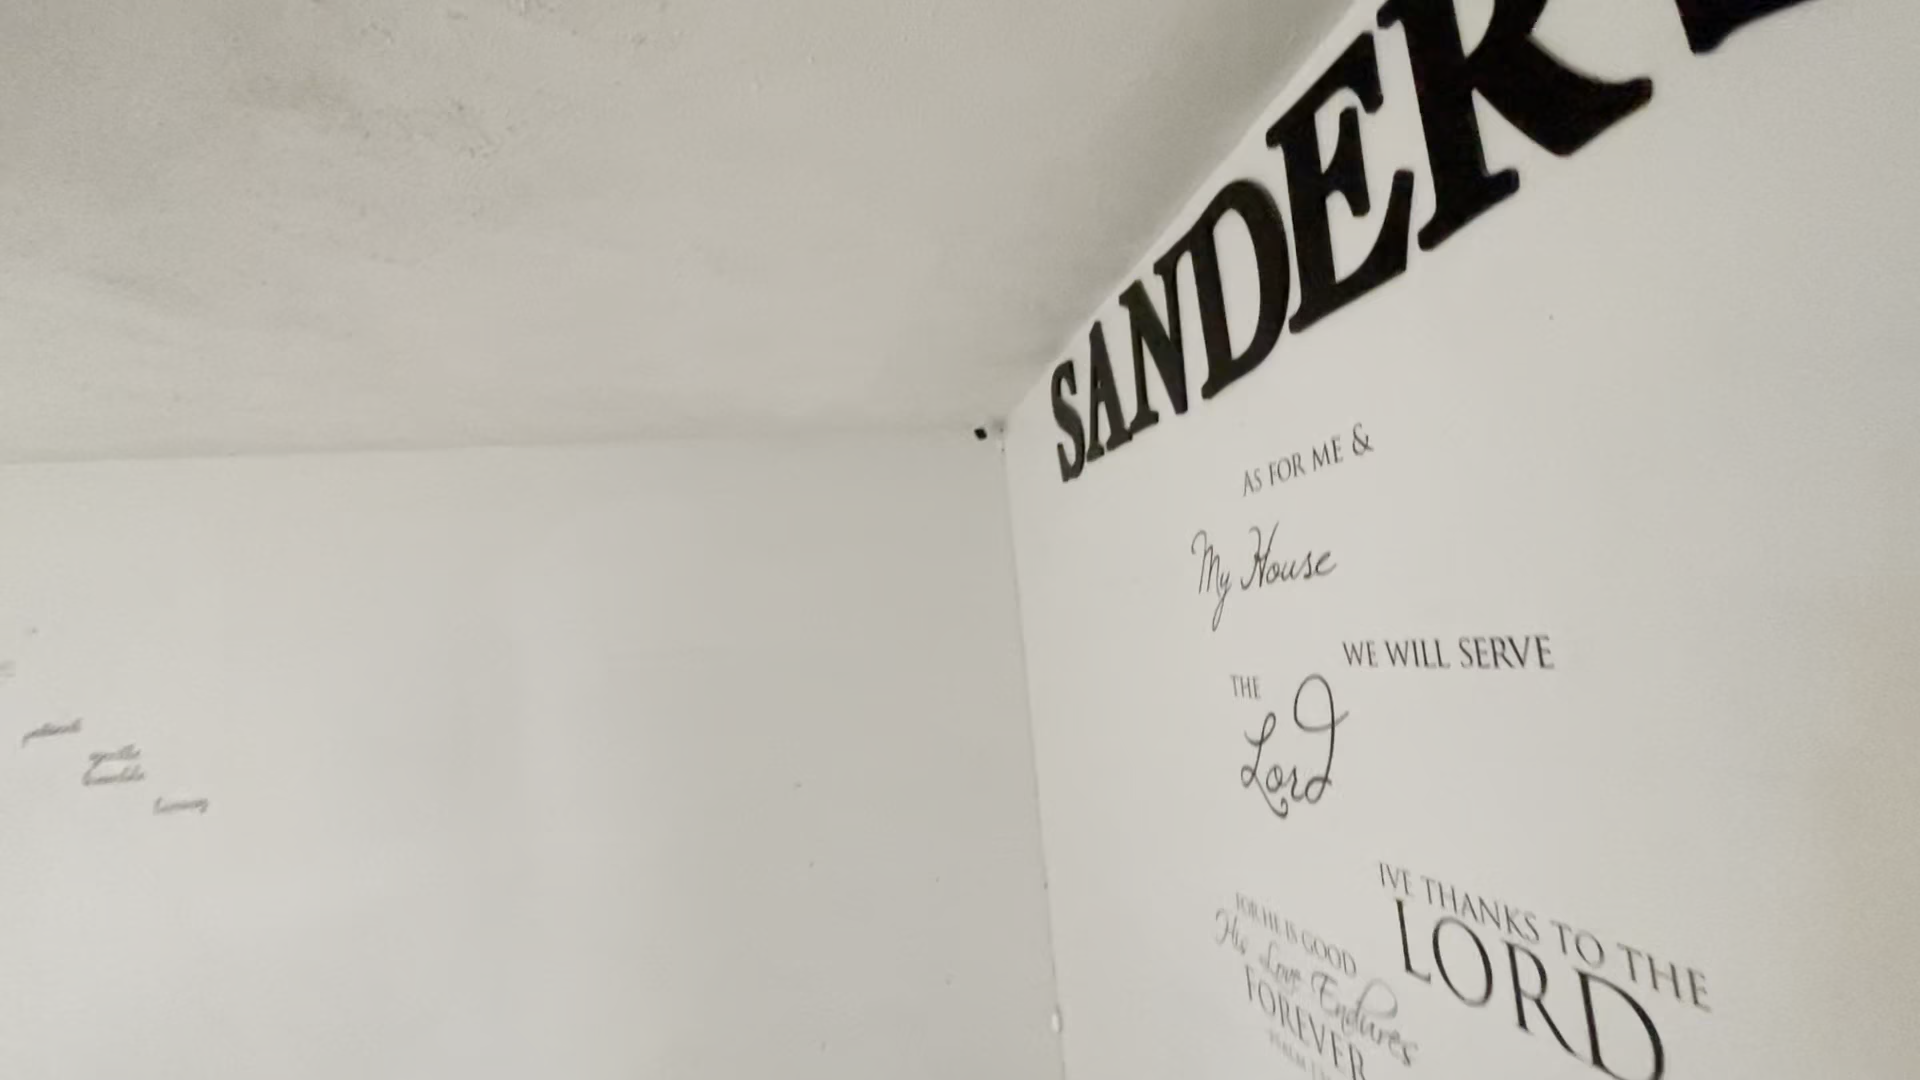 SANDER
AS FOR ME &
My House
WE WILL SERVE
THE
Lord
IVE THANKS TO THE
LORD
FOR HE IS GOOD
His Love Endures
FOREVER
PSALM